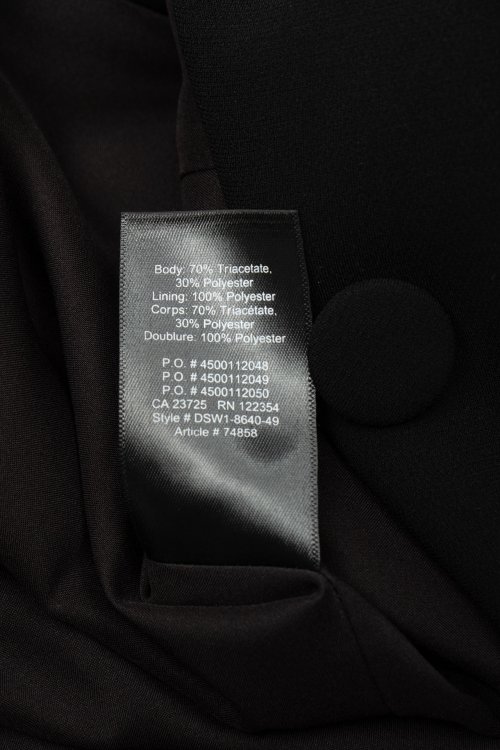 Body: 70% Triacetate,
30% Polyester
Lining: 100% Polyester
Corps: 70% Triacétate,
30% Polyester
Doublure: 100% Polyester
P.O. # 4500112048
P.O. # 4500112049
P.O. # 4500112050
CA 23725 RN 122354
Style # DSW1-8640-49
Article # 74858